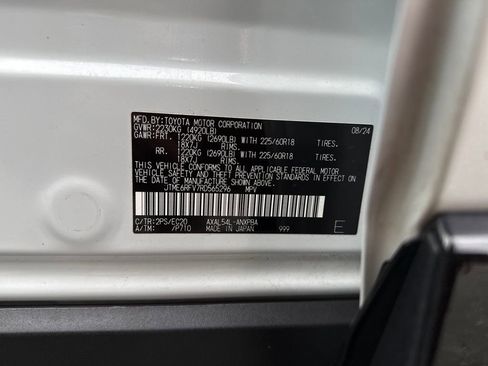 MFD.BY:TOYOTA MOTOR CORPORATION 08/24
GVWR:2230KG (4920LB)
GAWR:FRT. 1220KG (2690LB) WITH 225/60R18 TIRES.
18X7J RIMS.
RR. 1220KG (2690LB) WITH 225/60R18 TIRES.
18X7J RIMS.
THIS VEHICLE CONFORMS TO ALL APPLICABLE FEDERAL MOTOR
VEHICLE SAFETY AND THEFT PREVENTION STANDARDS IN EFFECT
ON THE DATE OF MANUFACTURE SHOWN ABOVE.
JTME6RFV7RD565296 MPV
C/TR:2PS/EC20 AXAL54L-ANXPBA
A/TM: /P710 MADE IN JAPAN 999 E